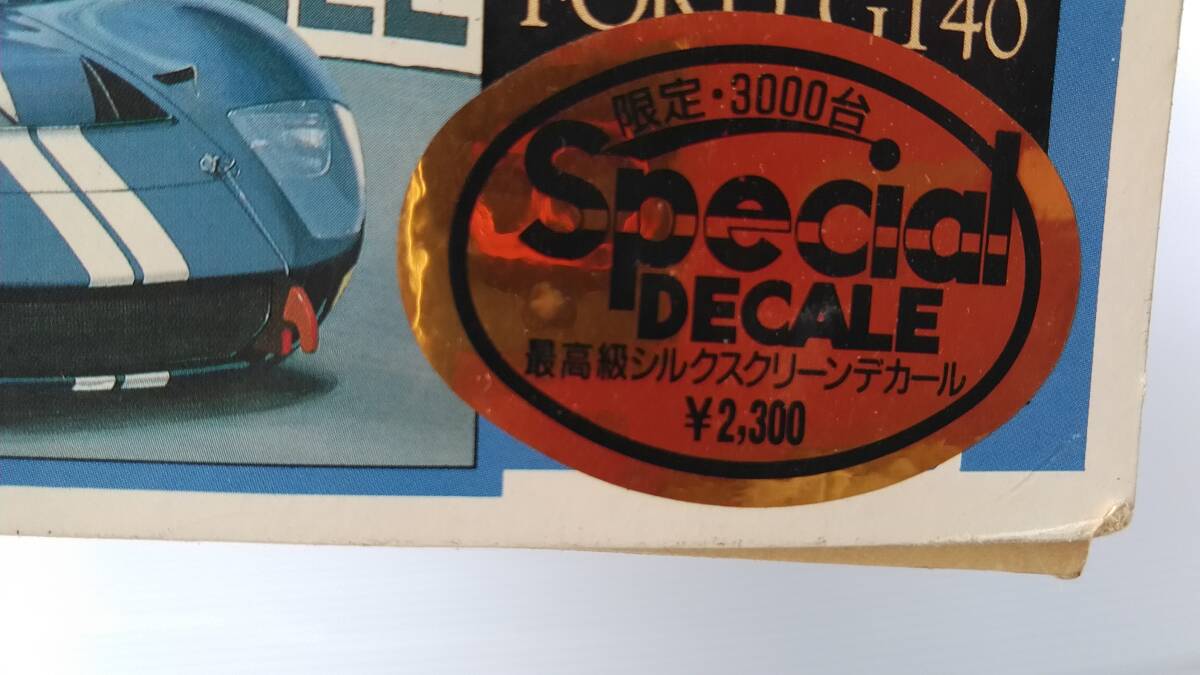 FORD GT40
限定・3000台
Special
DECALE
最高級シルクスクリーンデカール
¥2,300